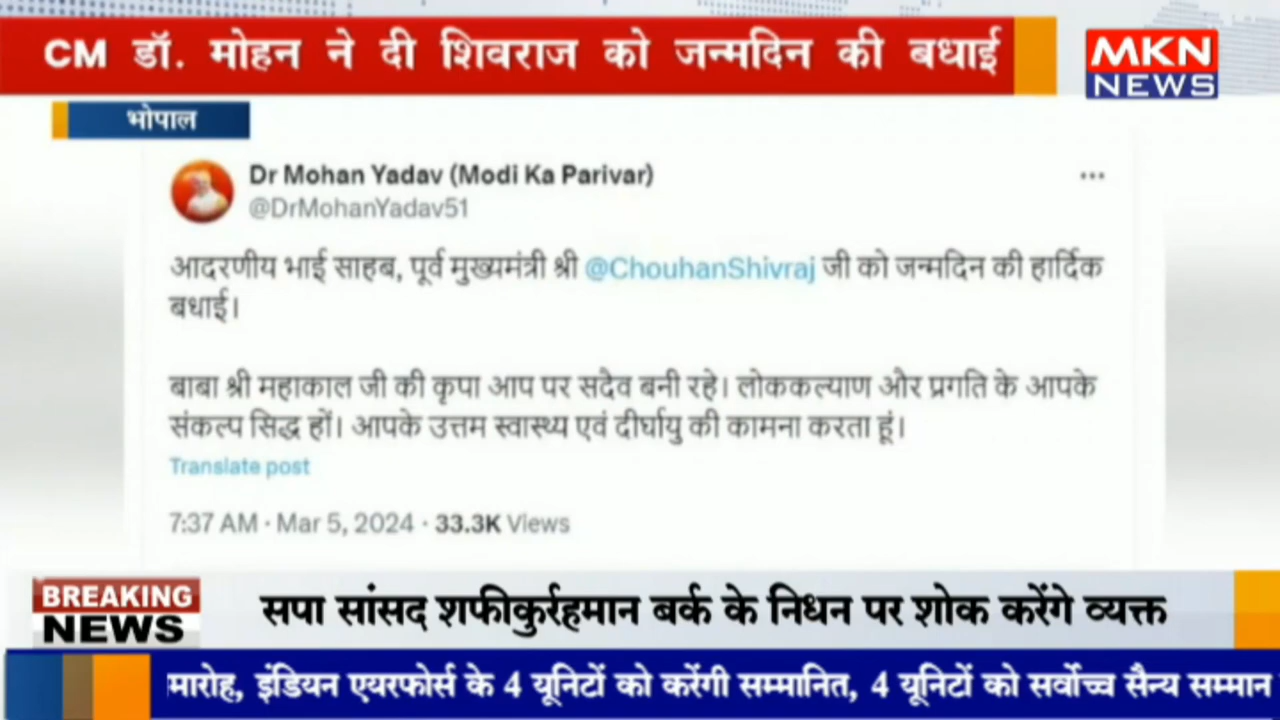 CM डॉ. मोहन ने दी शिवराज को जन्मदिन की बधाई
MKN
NEWS
भोपाल
Dr Mohan Yadav (Modi Ka Parivar)
@DrMohanYadav51
आदरणीय भाई साहब, पूर्व मुख्यमंत्री श्री @ChouhanShivraj जी को जन्मदिन की हार्दिक
बधाई।
बाबा श्री महाकाल जी की कृपा आप पर सदैव बनी रहे। लोककल्याण और प्रगति के आपके
संकल्प सिद्ध हों। आपके उत्तम स्वास्थ्य एवं दीर्घायु की कामना करता हूं।
Translate post
7:37 AM · Mar 5, 2024 · 33.3K Views
BREAKING
NEWS
सपा सांसद शफीकुर्रहमान बर्क के निधन पर शोक करेंगे व्यक्त
मारोह, इंडियन एयरफोर्स के 4 यूनिटों को करेंगी सम्मानित, 4 यूनिटों को सर्वोच्च सैन्य सम्मान